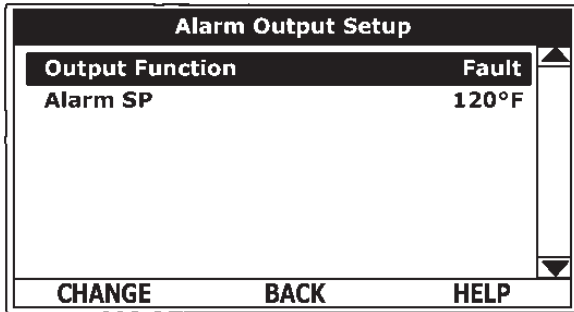 Alarm Output Setup
Output Function Fault
Alarm SP 120°F
CHANGE BACK HELP